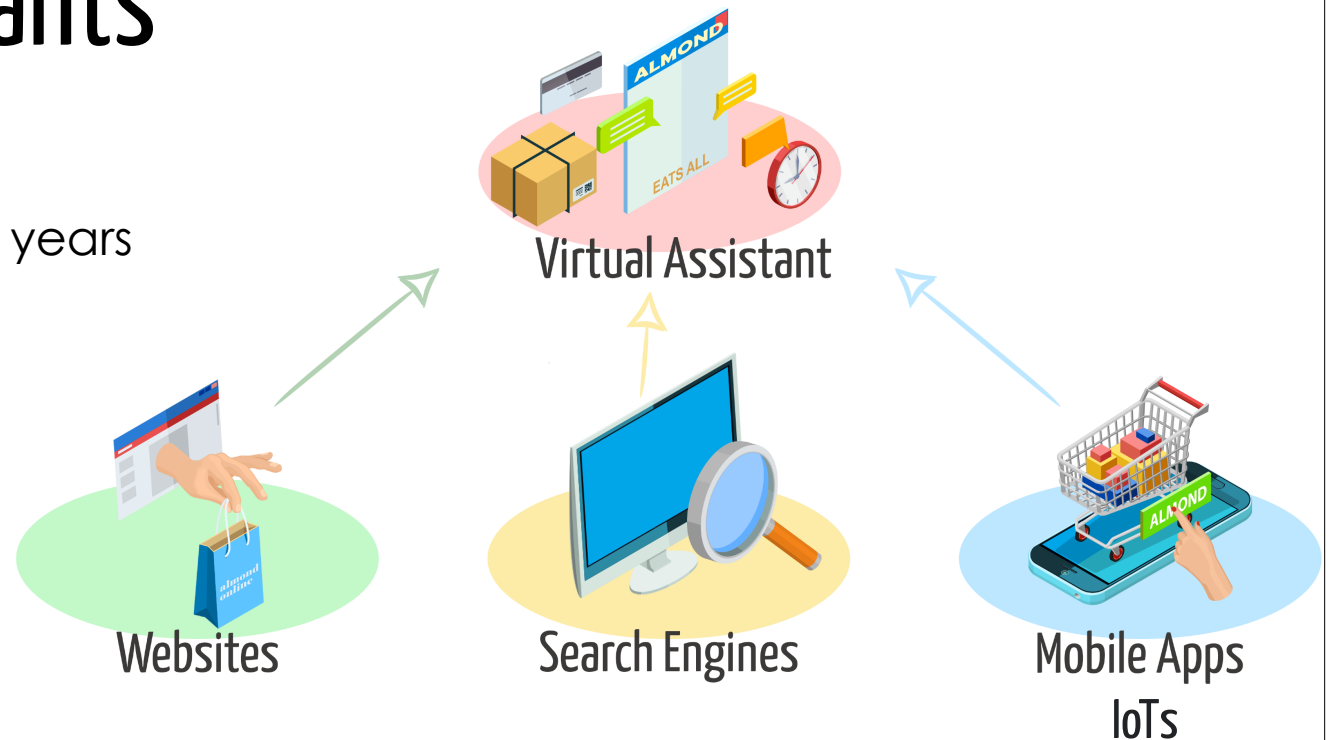 ants
ALMOND
EATS ALL
years
Virtual Assistant
almond
online
ALMOND
Websites
Search Engines
Mobile Apps
IoTs